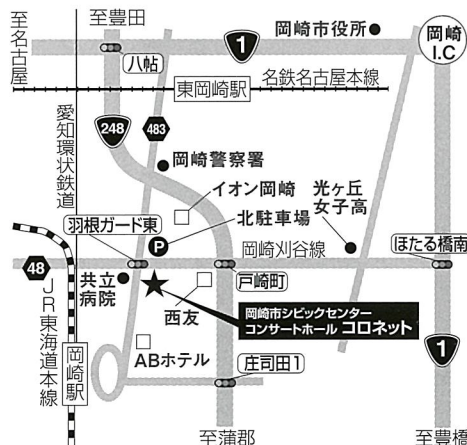 至豊田
至名古屋
1
岡崎市役所
岡崎
I.C
八帖
東岡崎駅
名鉄名古屋本線
愛知環状鉄道
248
483
岡崎警察署
イオン岡崎
光ヶ丘
女子高
羽根ガード東
P
北駐車場
岡崎刈谷線
ほたる橋南
48
共立
病院
戸崎町
西友
岡崎市シビックセンター
コンサートホール コロネット
JR東海道本線
岡崎駅
ABホテル
庄司田1
1
至蒲郡
至豊橋